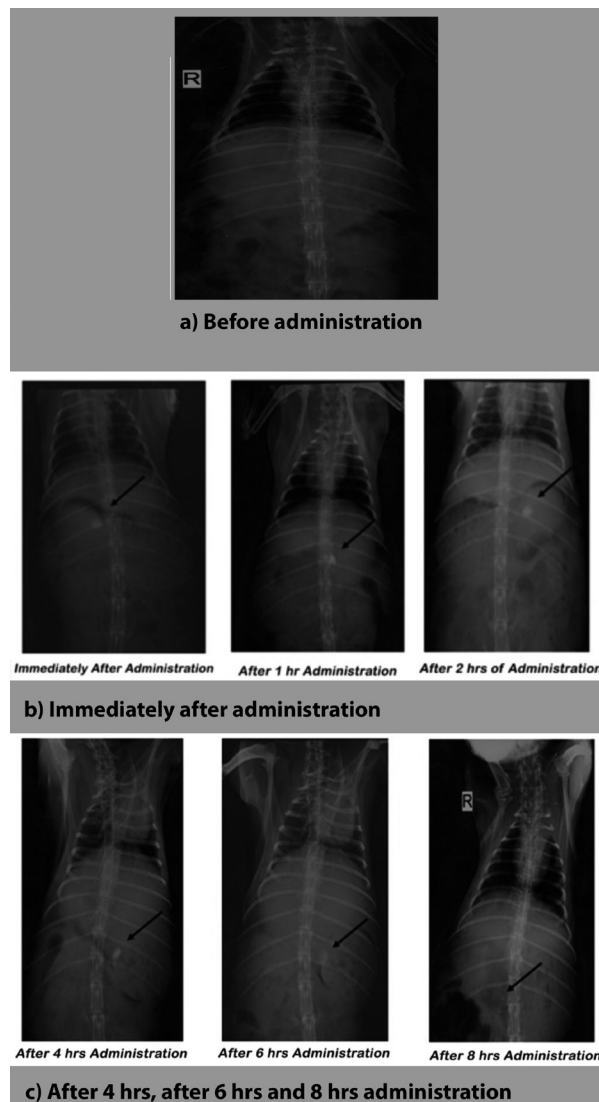 R
a) Before administration
Immediately After Administration
After 1 hr Administration
After 2 hrs of Administration
b) Immediately after administration
R
After 4 hrs Administration
After 6 hrs Administration
After 8 hrs Administration
c) After 4 hrs, after 6 hrs and 8 hrs administration